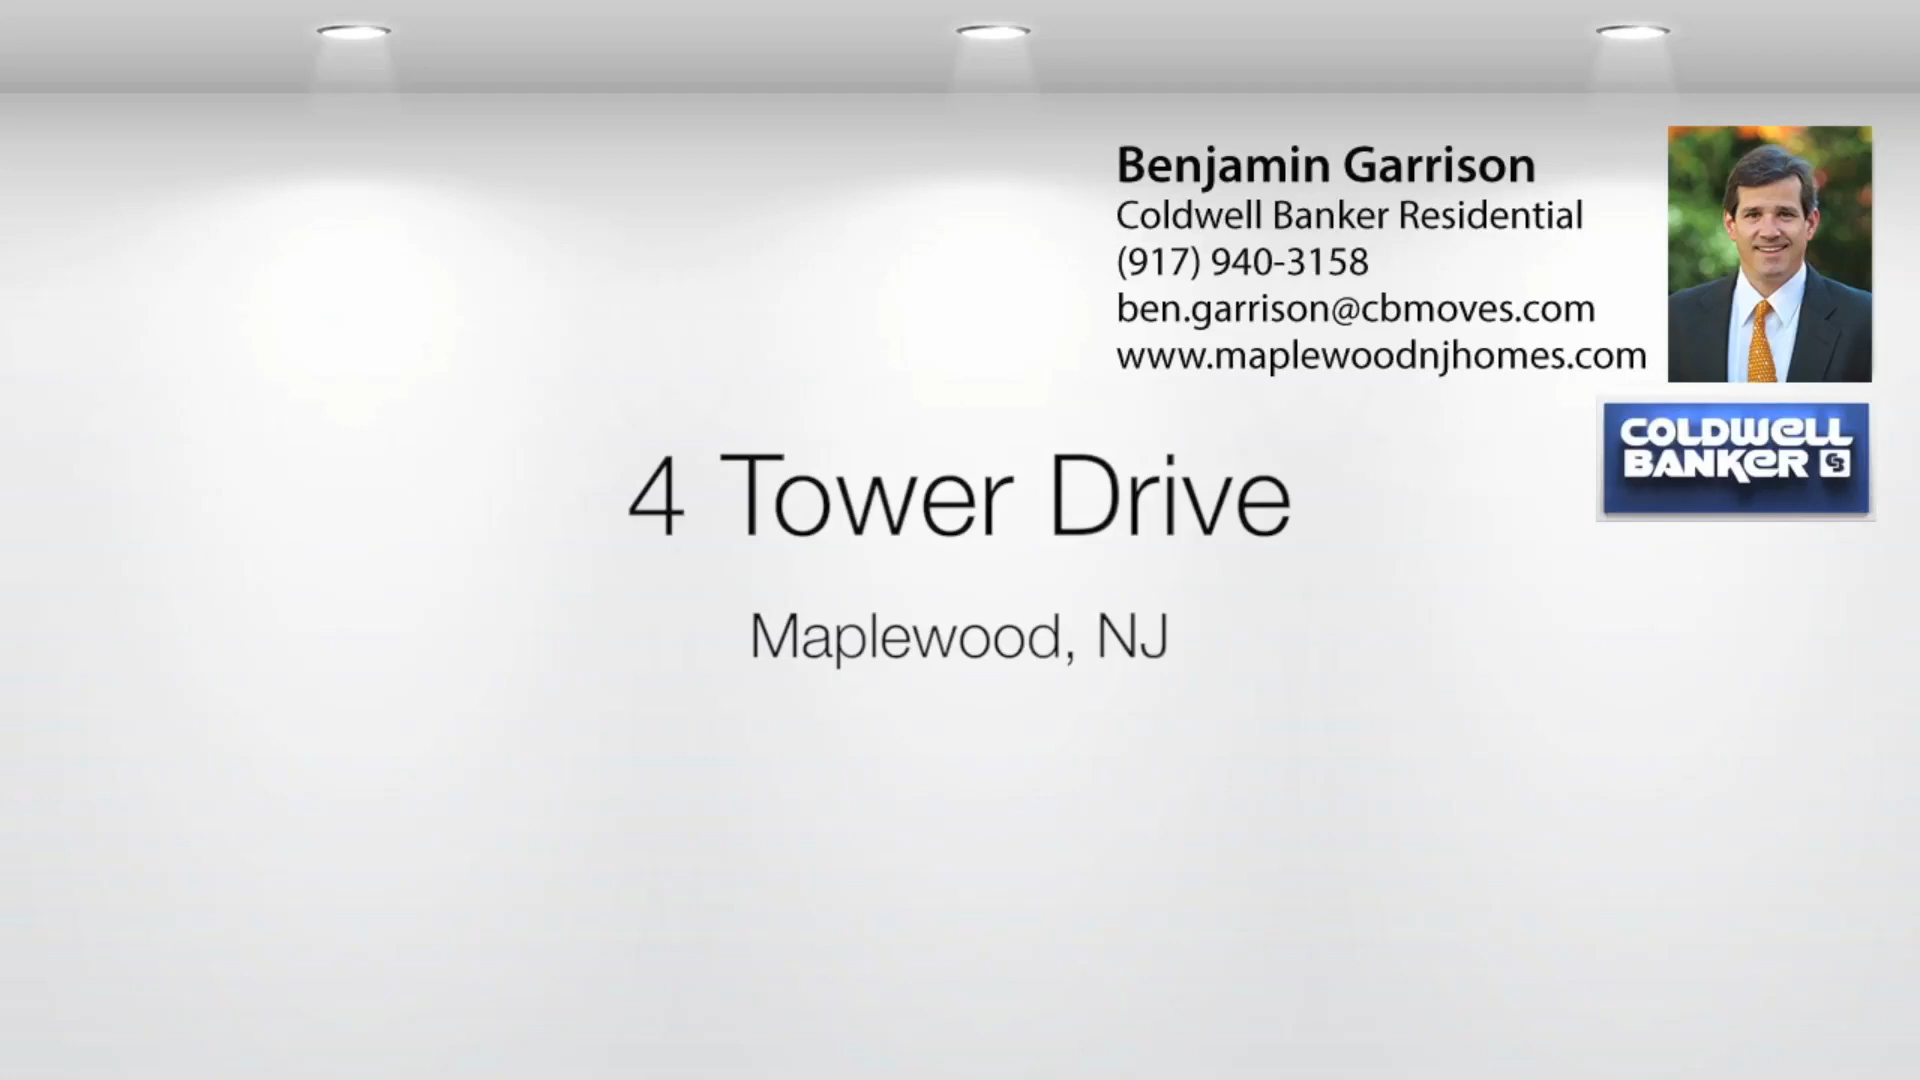 Benjamin Garrison
Coldwell Banker Residential
(917) 940-3158
ben.garrison@cbmoves.com
www.maplewoodnjhomes.com
COLDWELL
BANKER CB
4 Tower Drive
Maplewood, NJ